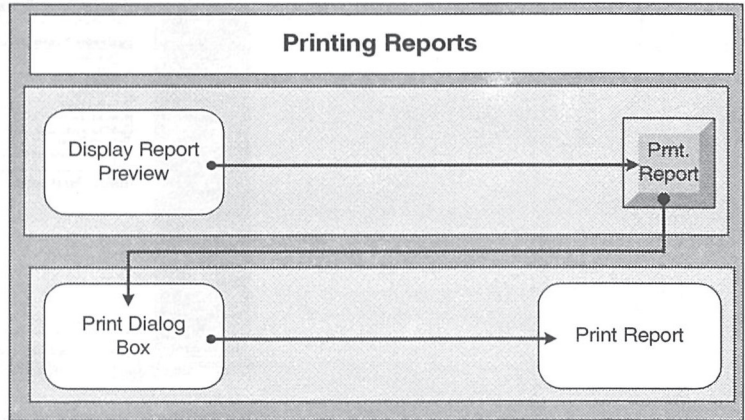 Printing Reports
Display Report
Preview
Prnt.
Report
Print Dialog
Box
Print Report